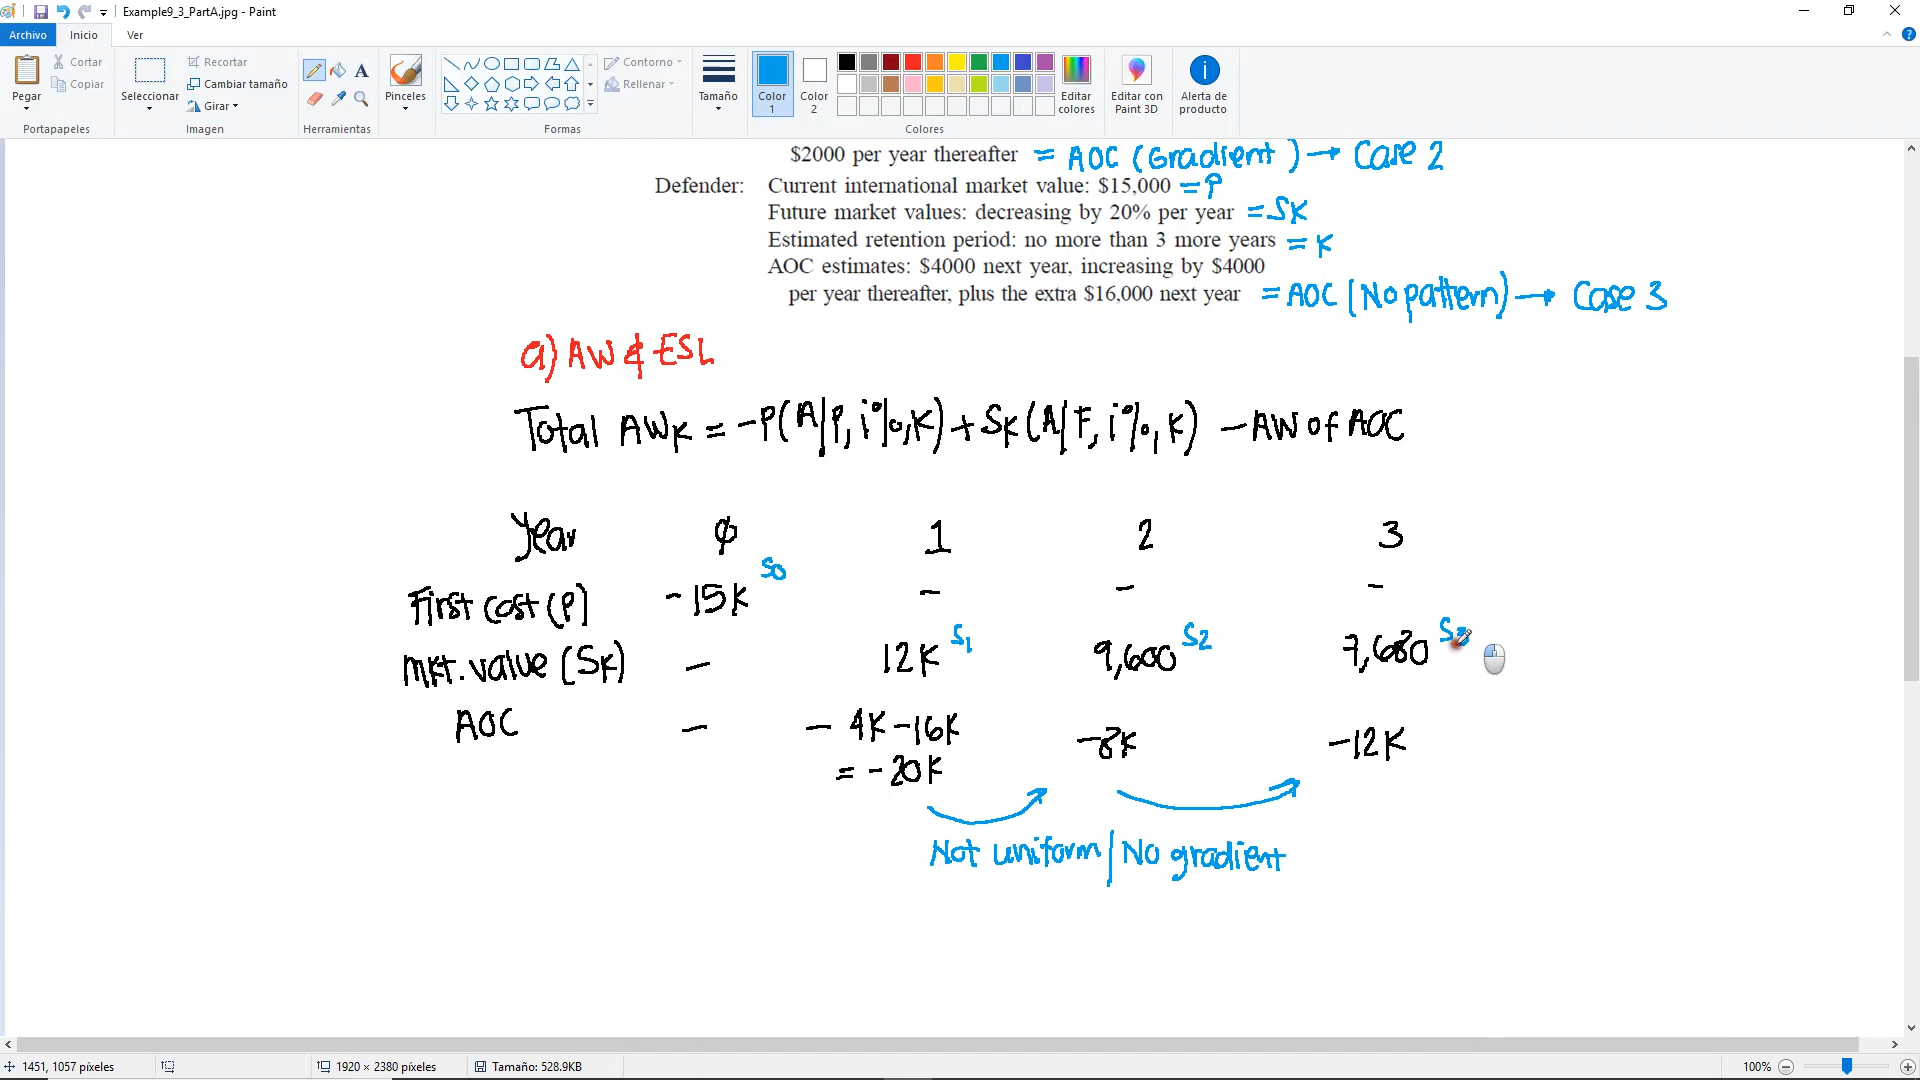 Example9_3_PartA.jpg - Paint
Archivo Inicio Ver
Pegar Cortar Copiar Portapapeles
Seleccionar Recortar Cambiar tamaño Girar Imagen
Herramientas
Pinceles
Contorno Rellenar Formas
Tamaño
Color 1 Color 2 Editar colores Colores
Editar con Paint 3D
Alerta de producto
$2000 per year thereafter = AOC (Gradient) → Case 2
Defender: Current international market value: $15,000 = P
Future market values: decreasing by 20% per year = SK
Estimated retention period: no more than 3 more years = K
AOC estimates: $4000 next year, increasing by $4000
per year thereafter, plus the extra $16,000 next year = AOC (No pattern) → Case 3
a) AW & ESL
Total AWK = -P(A/P, i%, K) + SK (A/F, i%, K) - AW of AOC
Year 0 1 2 3
First cost (P) -15K S0 - - -
Mkt. value (SK) - 12K S1 9,600 S2 7,680 S3
AOC - - 4K -16K -8K -12K
= -20K
Not uniform / No gradient
1451, 1057 píxeles 1920 × 2380 píxeles Tamaño: 528.9KB 100%